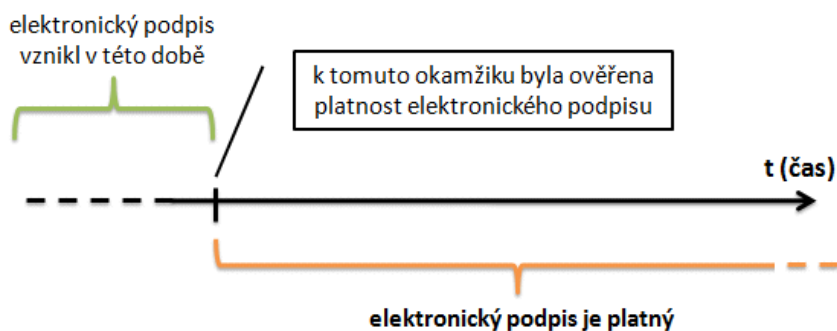 elektronický podpis
vznikl v této době
k tomuto okamžiku byla ověřena
platnost elektronického podpisu
t (čas)
elektronický podpis je platný